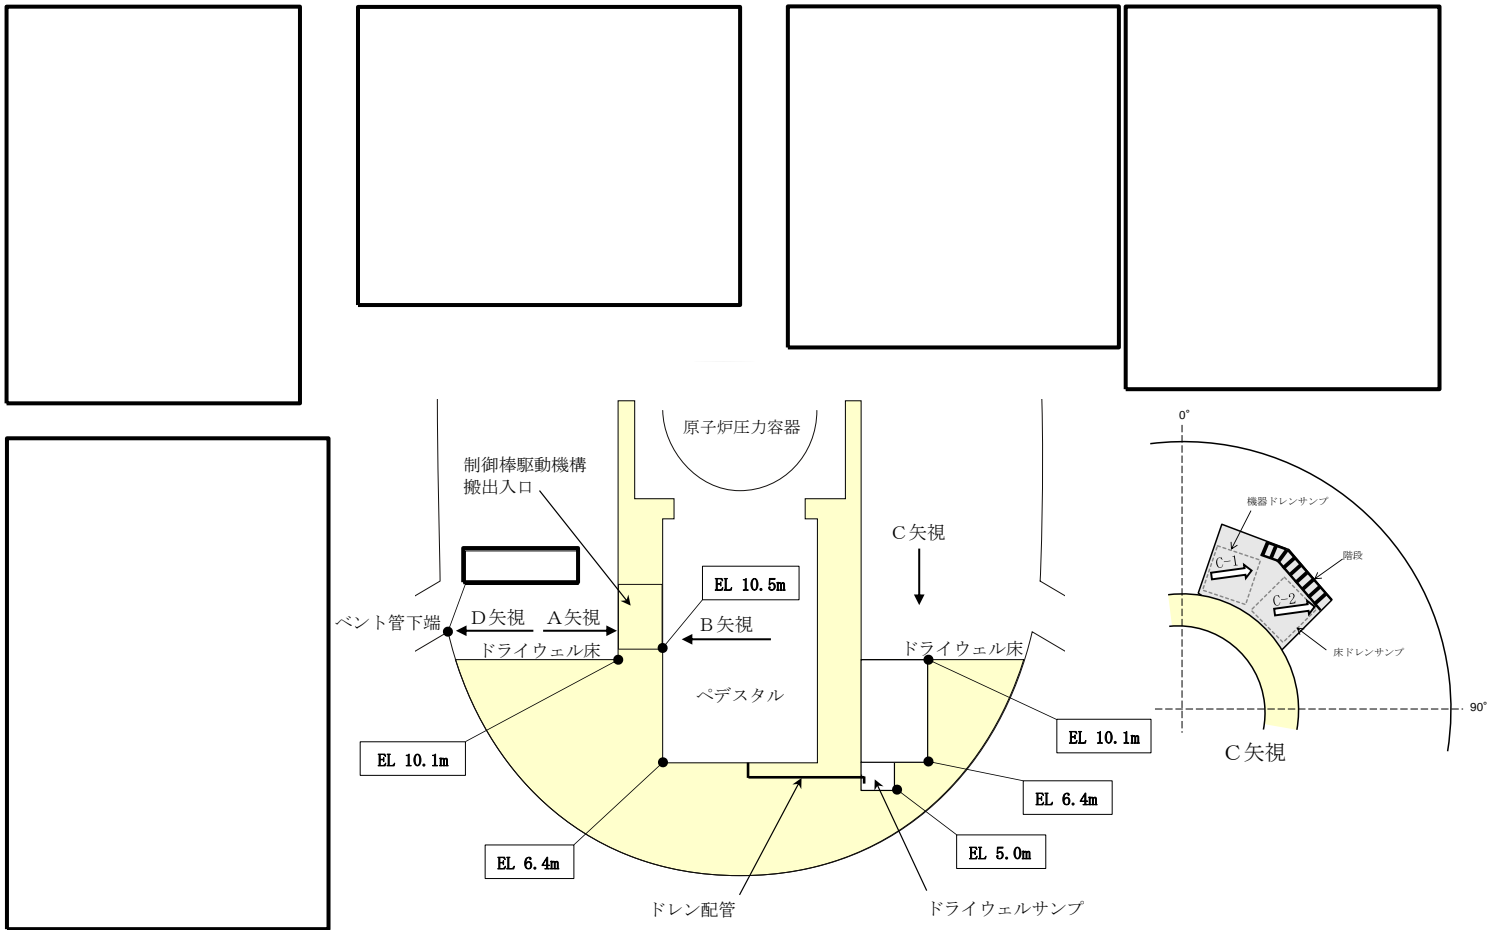 原子炉圧力容器
制御棒駆動機構
搬出入口
C矢視
EL 10.5m
ベント管下端
D矢視
A矢視
B矢視
ドライウェル床
ドライウェル床
ペデスタル
EL 10.1m
EL 10.1m
EL 6.4m
EL 6.4m
EL 5.0m
ドレン配管
ドライウェルサンプ
0°
機器ドレンサンプ
階段
C-1
C-2
床ドレンサンプ
90°
C矢視